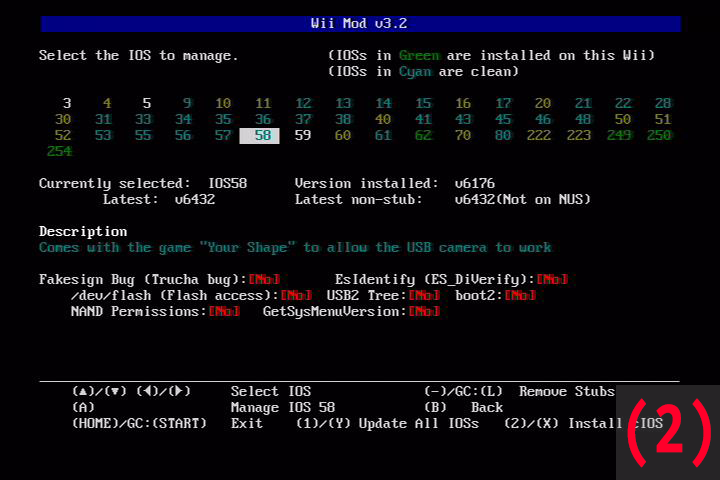 Wii Mod v3.2
Select the IOS to manage. (IOSs in Green are installed on this Wii)
(IOSs in Cyan are clean)
3 4 5 9 10 11 12 13 14 15 16 17 20 21 22 28
30 31 33 34 35 36 37 38 40 41 43 45 46 48 50 51
52 53 55 56 57 58 59 60 61 62 70 80 222 223 249 250
254
Currently selected: IOS58 Version installed: v6176
Latest: v6432 Latest non-stub: v6432(Not on NUS)
Description
Comes with the game "Your Shape" to allow the USB camera to work
Fakesign Bug (Trucha bug):[No] EsIdentify (ES_DiVerify):[No]
/dev/flash (Flash access):[No] USB2 Tree:[No] boot2:[No]
NAND Permissions:[No] GetSysMenuVersion:[No]
(▲)/(▼) (◀)/(▶) Select IOS (-)/GC:(L) Remove Stubs
(A) Manage IOS 58 (B) Back
(HOME)/GC:(START) Exit (1)/(Y) Update All IOSs (2)/(X) Install cIOS
(2)